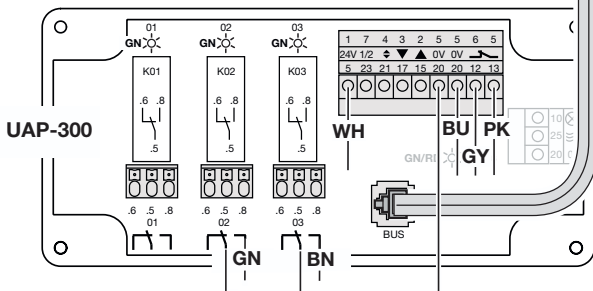 01 02 03
GN GN GN
1 7 4 3 2 5 5 6 5
24V 1/2 0V 0V
5 23 21 17 15 20 20 12 13
K01 K02 K03
.6 .8 .6 .8 .6 .8
.5 .5 .5
UAP-300
WH BU PK
GY
GN/RD
10
25
20
BUS
.6 .5 .8 .6 .5 .8 .6 .5 .8
01 02 03
GN BN